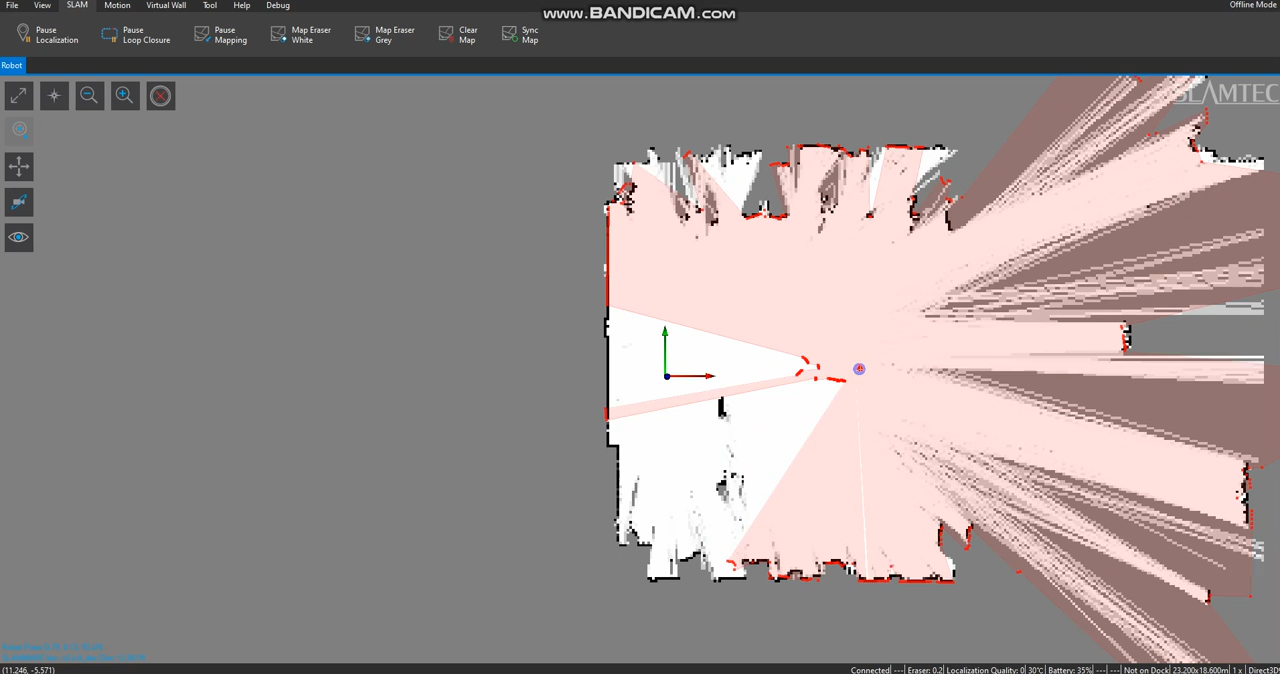 File View SLAM Motion Virtual Wall Tool Help Debug
www.BANDICAM.com
Offline Mode
Pause Localization
Pause Loop Closure
Pause Mapping
Map Eraser White
Map Eraser Grey
Clear Map
Sync Map
Robot
SLAMTEC
(11.246, -5.571)
Connected --- Eraser: 0.2 Localization Quality: 0 30°C Battery: 35% --- --- Not on Dock 23.200x18.600m 1 x Direct3D